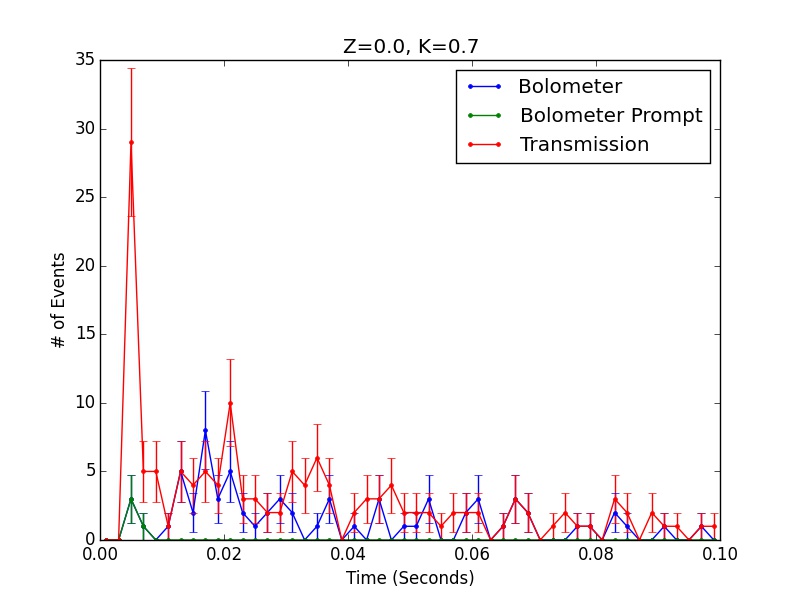 Z=0.0, K=0.7
Bolometer
Bolometer Prompt
Transmission
# of Events
35
30
25
20
15
10
5
0
0.00 0.02 0.04 0.06 0.08 0.10
Time (Seconds)